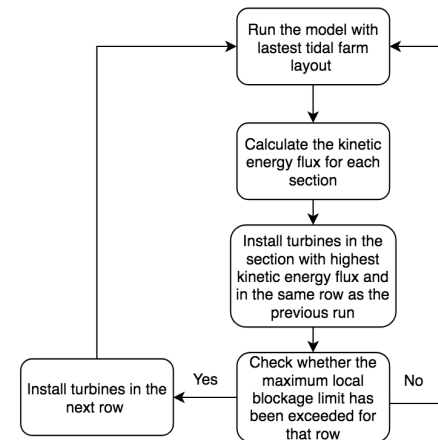 Run the model with
lastest tidal farm
layout
Calculate the kinetic
energy flux for each
section
Install turbines in the
section with highest
kinetic energy flux and
in the same row as the
previous run
Check whether the
maximum local
blockage limit has
been exceeded for
that row
Yes
No
Install turbines in the
next row